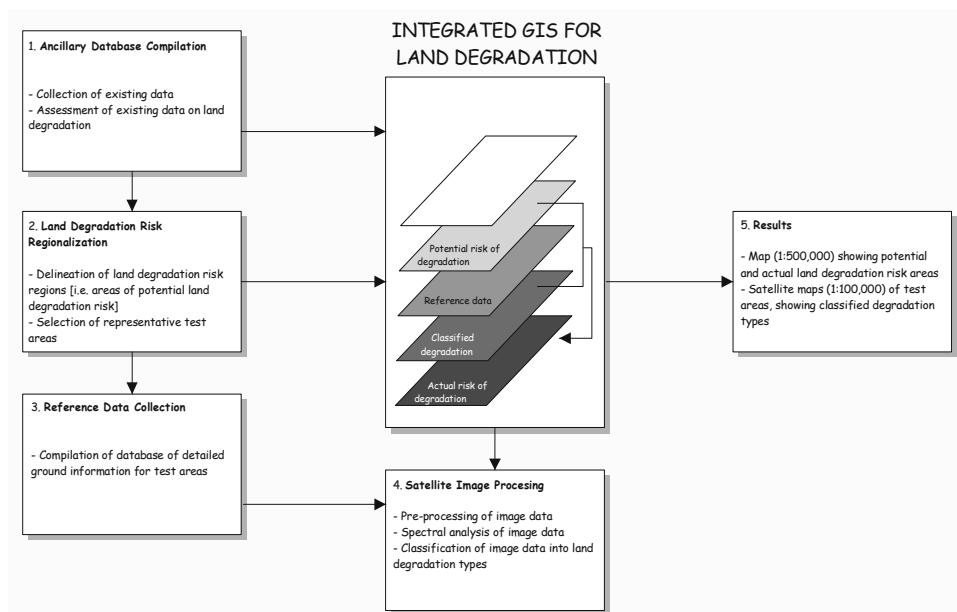 INTEGRATED GIS FOR
LAND DEGRADATION
1. Ancillary Database Compilation
- Collection of existing data
- Assessment of existing data on land
degradation
2. Land Degradation Risk
Regionalization
- Delineation of land degradation risk
regions [i.e. areas of potential land
degradation risk]
- Selection of representative test
areas
3. Reference Data Collection
- Compilation of database of detailed
ground information for test areas
Potential risk of
degradation
Reference data
Classified
degradation
Actual risk of
degradation
4. Satellite Image Procesing
- Pre-processing of image data
- Spectral analysis of image data
- Classification of image data into land
degradation types
5. Results
- Map (1:500,000) showing potential
and actual land degradation risk areas
- Satellite maps (1:100,000) of test
areas, showing classified degradation
types